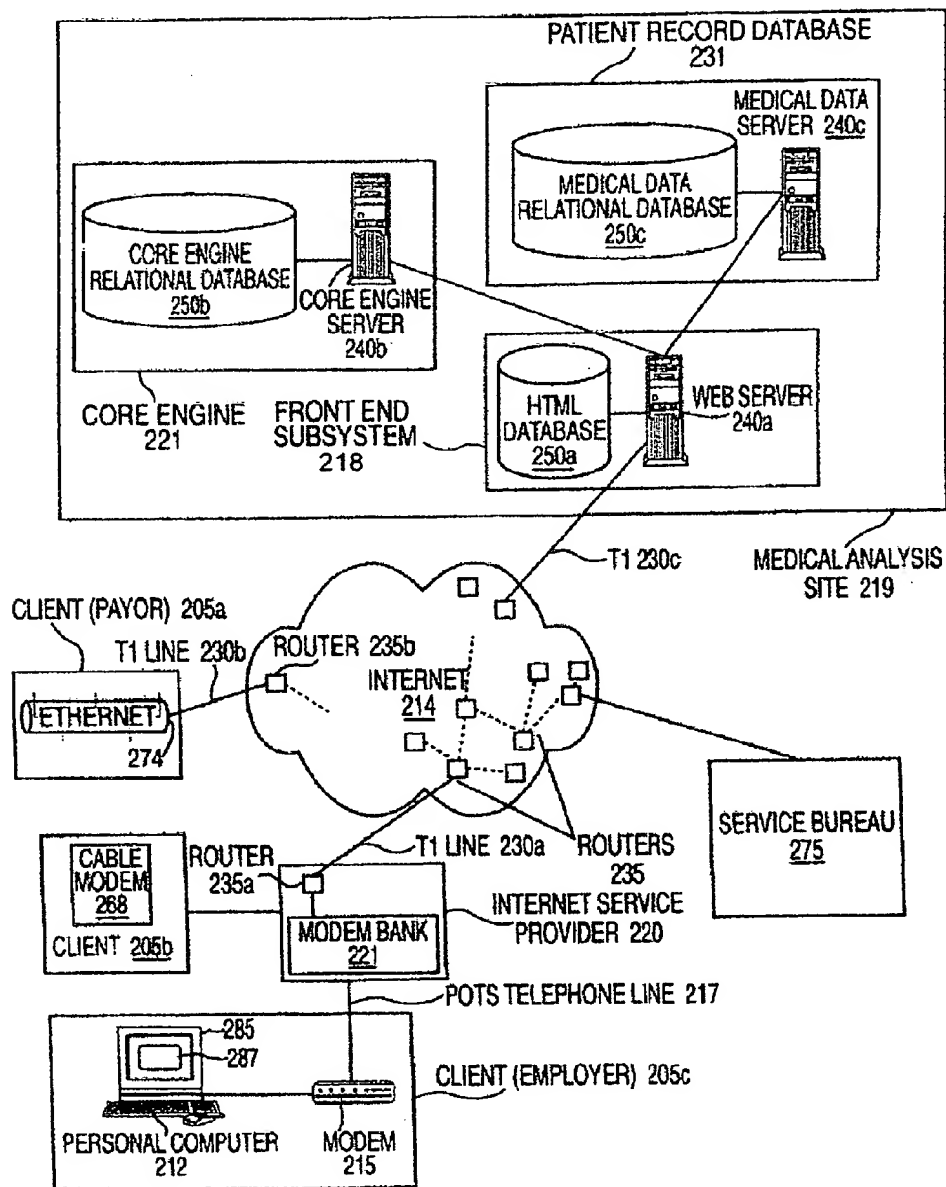 PATIENT RECORD DATABASE
231
MEDICAL DATA
SERVER 240c
MEDICAL DATA
RELATIONAL DATABASE
250c
CORE ENGINE
RELATIONAL DATABASE
250b
CORE ENGINE
SERVER
240b
CORE ENGINE
221
FRONT END
SUBSYSTEM
218
HTML
DATABASE
250a
WEB SERVER
240a
T1 230c
MEDICAL ANALYSIS
SITE 219
CLIENT (PAYOR) 205a
T1 LINE 230b
ROUTER 235b
ETHERNET
274
INTERNET
214
SERVICE BUREAU
275
CABLE
MODEM
268
CLIENT 205b
ROUTER
235a
T1 LINE 230a
ROUTERS
235
MODEM BANK
221
INTERNET SERVICE
PROVIDER 220
POTS TELEPHONE LINE 217
285
287
PERSONAL COMPUTER
212
MODEM
215
CLIENT (EMPLOYER) 205c